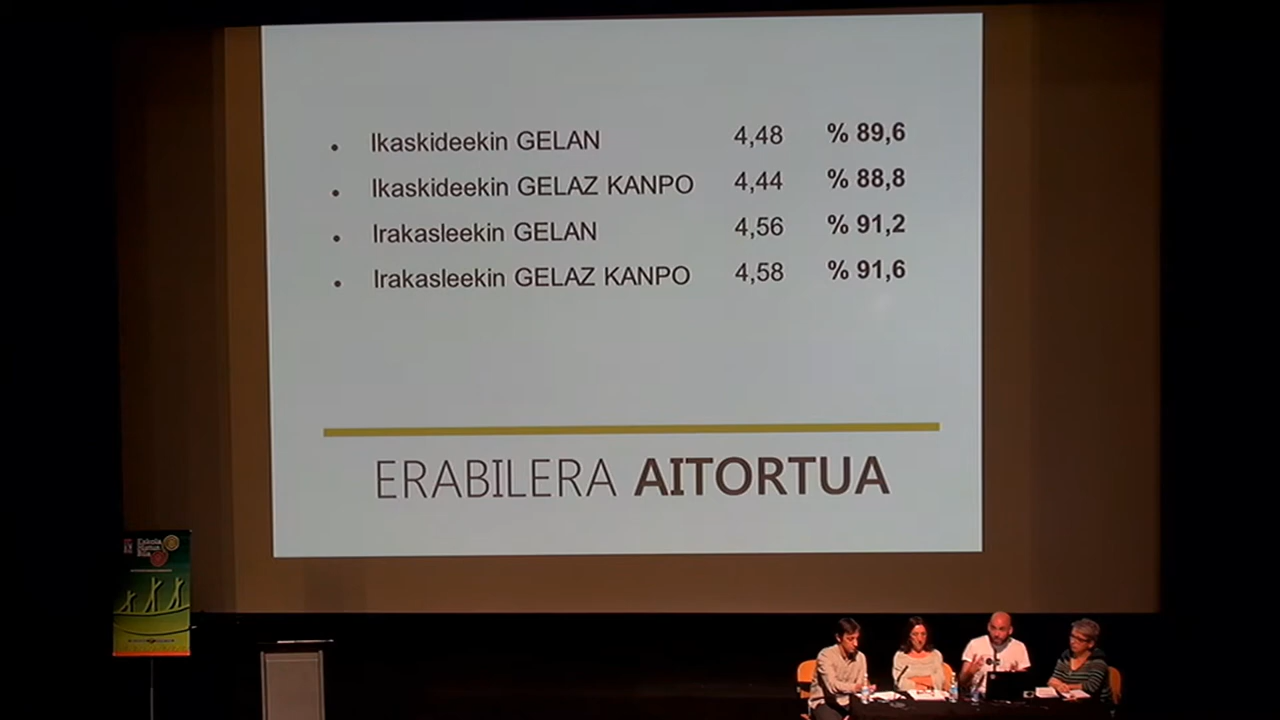 • Ikaskideekin GELAN 4,48 % 89,6
• Ikaskideekin GELAZ KANPO 4,44 % 88,8
• Irakasleekin GELAN 4,56 % 91,2
• Irakasleekin GELAZ KANPO 4,58 % 91,6
ERABILERA AITORTUA
Eskola